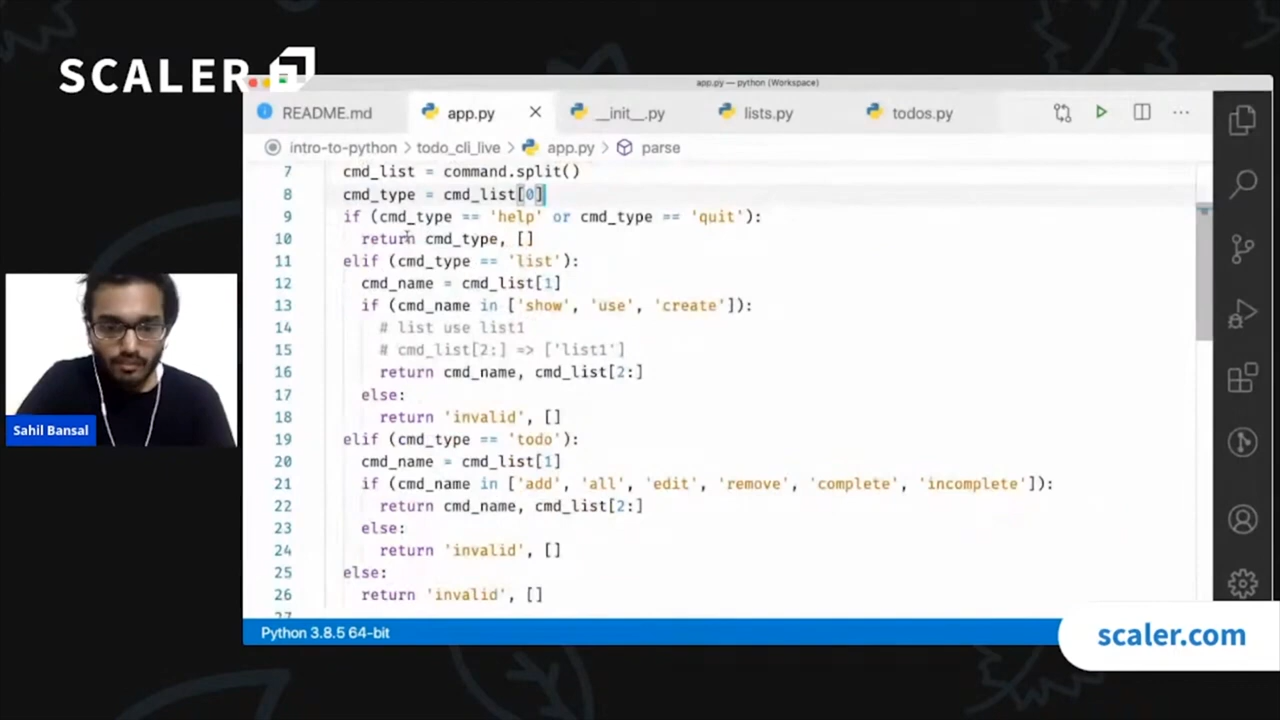 SCALER
app.py — python (Workspace)
README.md app.py __init__.py lists.py todos.py
intro-to-python > todo_cli_live > app.py > parse
7 cmd_list = command.split()
8 cmd_type = cmd_list[0]
9 if (cmd_type == 'help' or cmd_type == 'quit'):
10 return cmd_type, []
11 elif (cmd_type == 'list'):
12 cmd_name = cmd_list[1]
13 if (cmd_name in ['show', 'use', 'create']):
14 # list use list1
15 # cmd_list[2:] => ['list1']
16 return cmd_name, cmd_list[2:]
17 else:
18 return 'invalid', []
19 elif (cmd_type == 'todo'):
20 cmd_name = cmd_list[1]
21 if (cmd_name in ['add', 'all', 'edit', 'remove', 'complete', 'incomplete']):
22 return cmd_name, cmd_list[2:]
23 else:
24 return 'invalid', []
25 else:
26 return 'invalid', []
27
Sahil Bansal
Python 3.8.5 64-bit
scaler.com